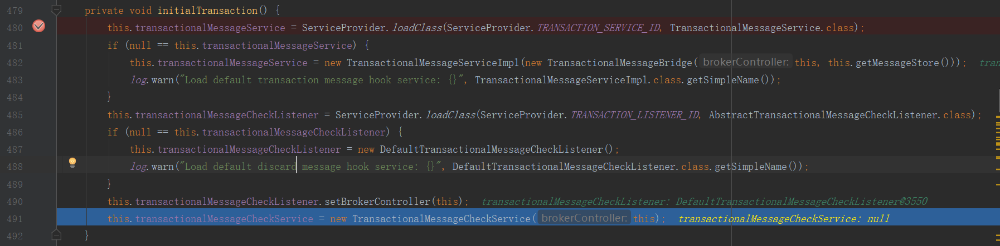 479 private void initialTransaction() {
480 this.transactionalMessageService = ServiceProvider.loadClass(ServiceProvider.TRANSACTION_SERVICE_ID, TransactionalMessageService.class);
481 if (null == this.transactionalMessageService) {
482 this.transactionalMessageService = new TransactionalMessageServiceImpl(new TransactionalMessageBridge( brokerController: this, this.getMessageStore())); tran
483 log.warn("Load default transaction message hook service: {}", TransactionalMessageServiceImpl.class.getSimpleName());
484 }
485 this.transactionalMessageCheckListener = ServiceProvider.loadClass(ServiceProvider.TRANSACTION_LISTENER_ID, AbstractTransactionalMessageCheckListener.class);
486 if (null == this.transactionalMessageCheckListener) {
487 this.transactionalMessageCheckListener = new DefaultTransactionalMessageCheckListener();
488 log.warn("Load default discard message hook service: {}", DefaultTransactionalMessageCheckListener.class.getSimpleName());
489 }
490 this.transactionalMessageCheckListener.setBrokerController(this); transactionalMessageCheckListener: DefaultTransactionalMessageCheckListener@3550
491 this.transactionalMessageCheckService = new TransactionalMessageCheckService( brokerController: this); transactionalMessageCheckService: null
492 }